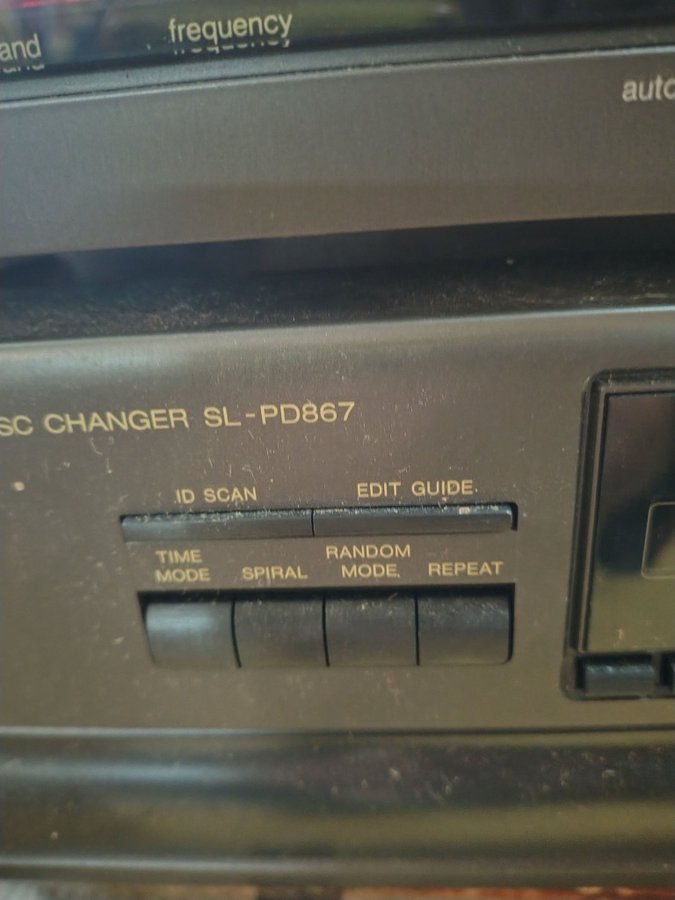 and
frequency
auto
SC CHANGER SL-PD867
ID SCAN
EDIT GUIDE
TIME MODE
SPIRAL
RANDOM MODE
REPEAT